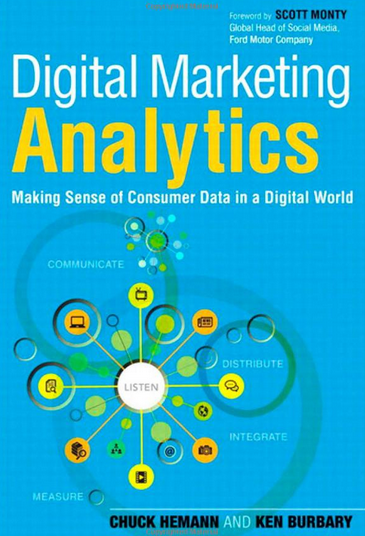 Foreword by SCOTT MONTY
Global Head of Social Media,
Ford Motor Company
Digital Marketing
Analytics
Making Sense of Consumer Data in a Digital World
COMMUNICATE
DISTRIBUTE
LISTEN
@
INTEGRATE
MEASURE
CHUCK HEMANN AND KEN BURBARY